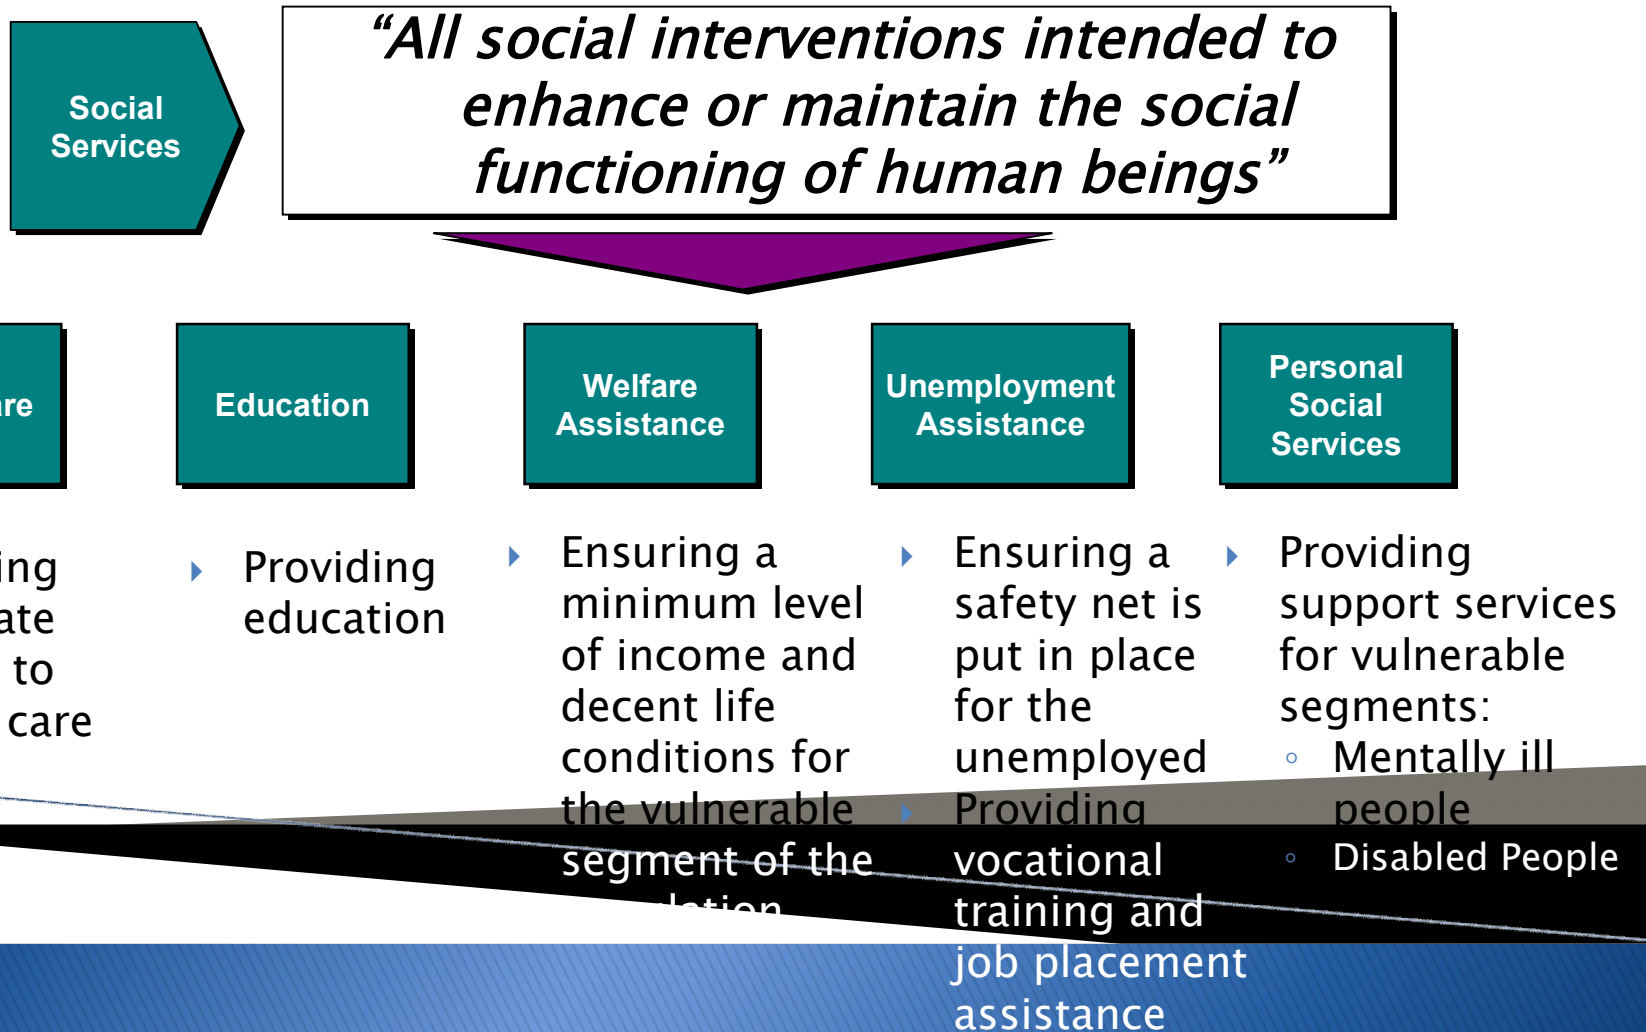 Social
Services
“All social interventions intended to
enhance or maintain the social
functioning of human beings”
Education
Welfare
Assistance
Unemployment
Assistance
Personal
Social
Services
to
care
Providing
education
Ensuring a
minimum level
of income and
decent life
conditions for
the vulnerable
segment of the
Ensuring a
safety net is
put in place
for the
unemployed
Providing
vocational
training and
job placement
assistance
Providing
support services
for vulnerable
segments:
Mentally ill
people
Disabled People